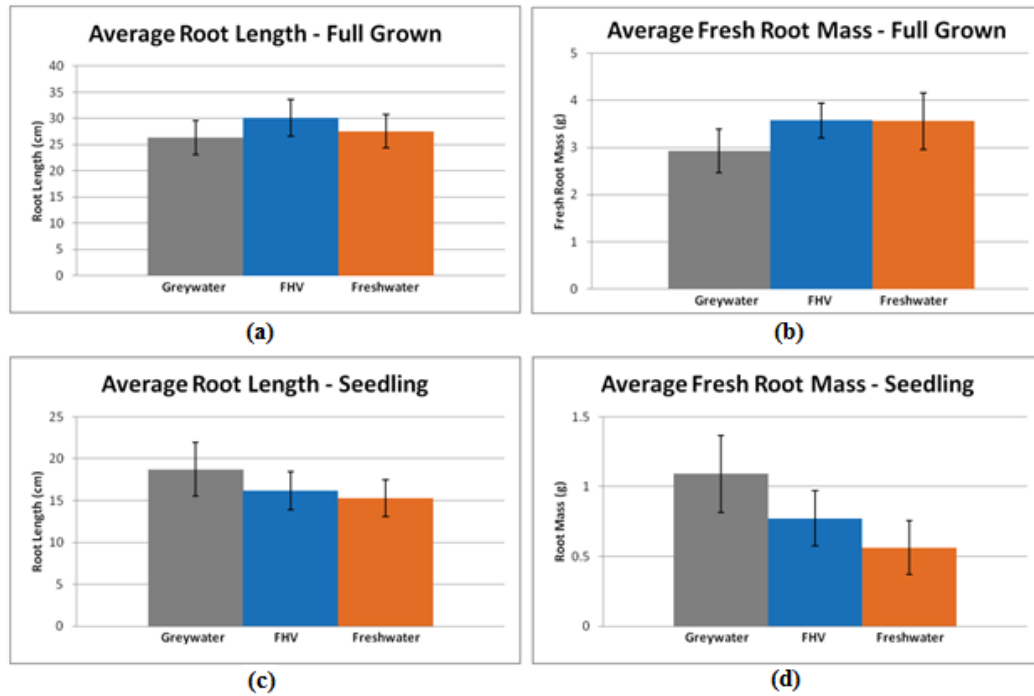 Average Root Length - Full Grown
40
35
30
25
20
15
10
5
0
Root Length (cm)
Greywater FHV Freshwater
(a)
Average Fresh Root Mass - Full Grown
5
4
3
2
1
0
Fresh Root Mass (g)
Greywater FHV Freshwater
(b)
Average Root Length - Seedling
25
20
15
10
5
0
Root Length (cm)
Greywater FHV Freshwater
(c)
Average Fresh Root Mass - Seedling
1.5
1
0.5
0
Root Mass (g)
Greywater FHV Freshwater
(d)